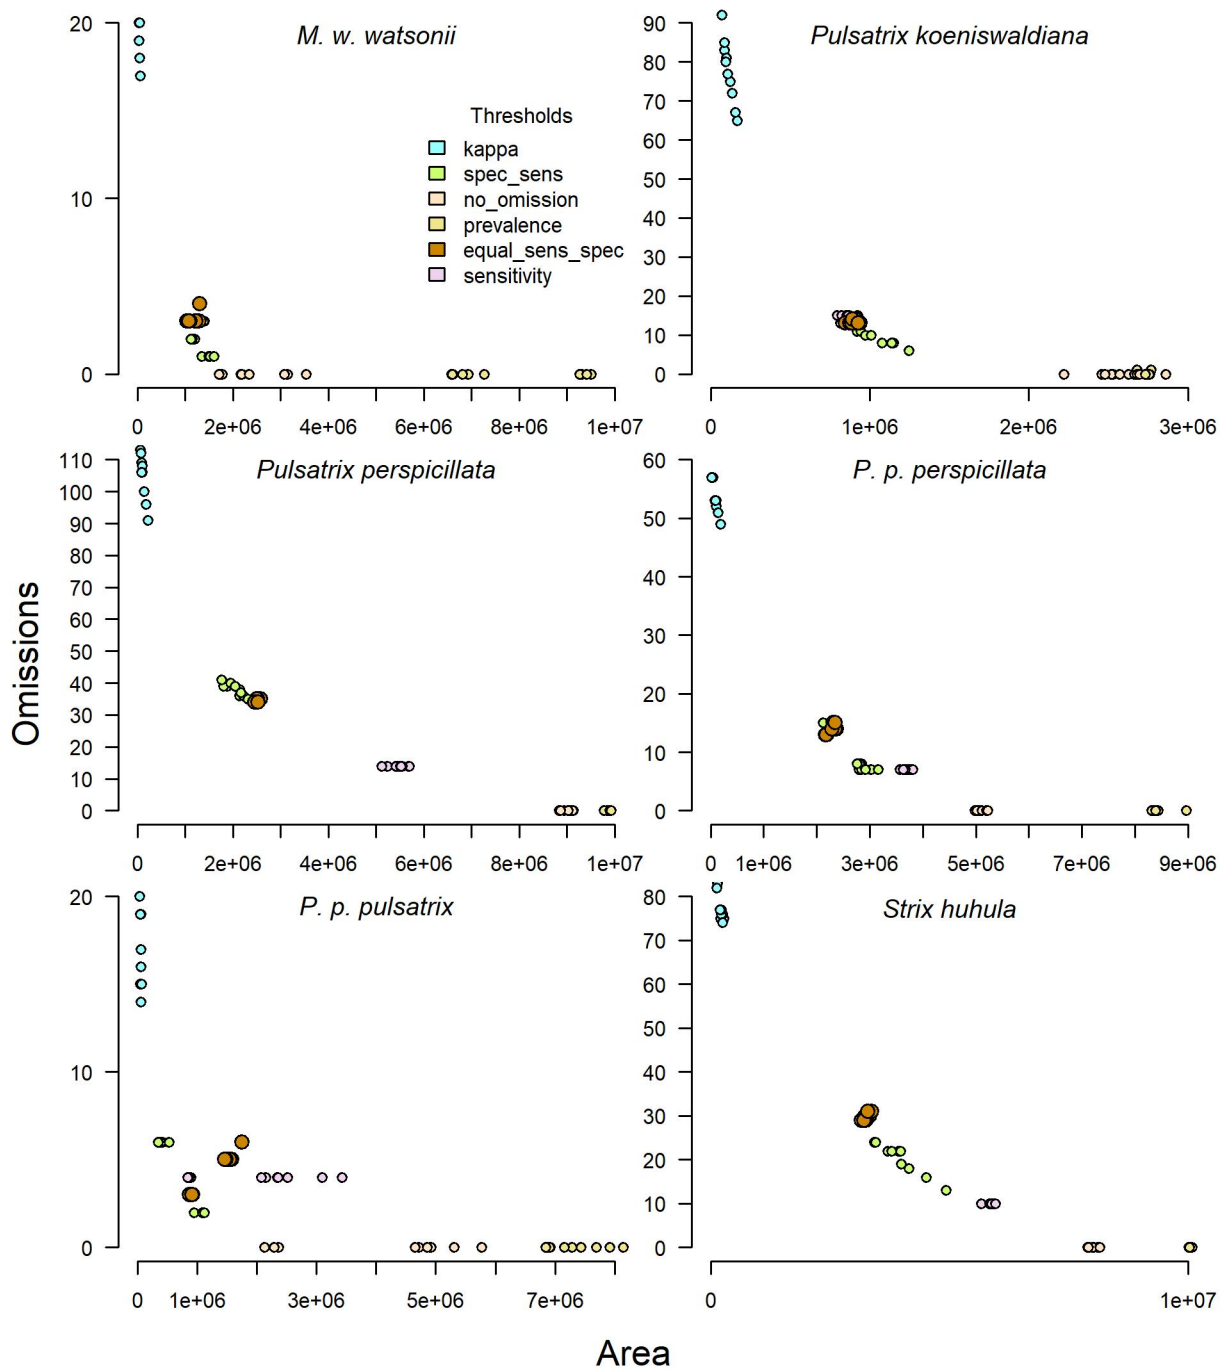 M. w. watsonii
20
10
0
Thresholds
kappa
spec_sens
no_omission
prevalence
equal_sens_spec
sensitivity
0 2e+06 4e+06 6e+06 8e+06 1e+07
Pulsatrix koeniswaldiana
90
80
70
60
50
40
30
20
10
0
0 1e+06 2e+06 3e+06
Omissions
Pulsatrix perspicillata
110
100
90
80
70
60
50
40
30
20
10
0
0 2e+06 4e+06 6e+06 8e+06 1e+07
P. p. perspicillata
60
50
40
30
20
10
0
0 1e+06 3e+06 5e+06 7e+06 9e+06
P. p. pulsatrix
20
10
0
0 1e+06 3e+06 5e+06 7e+06
Strix huhula
80
70
60
50
40
30
20
10
0
0 1e+07
Area